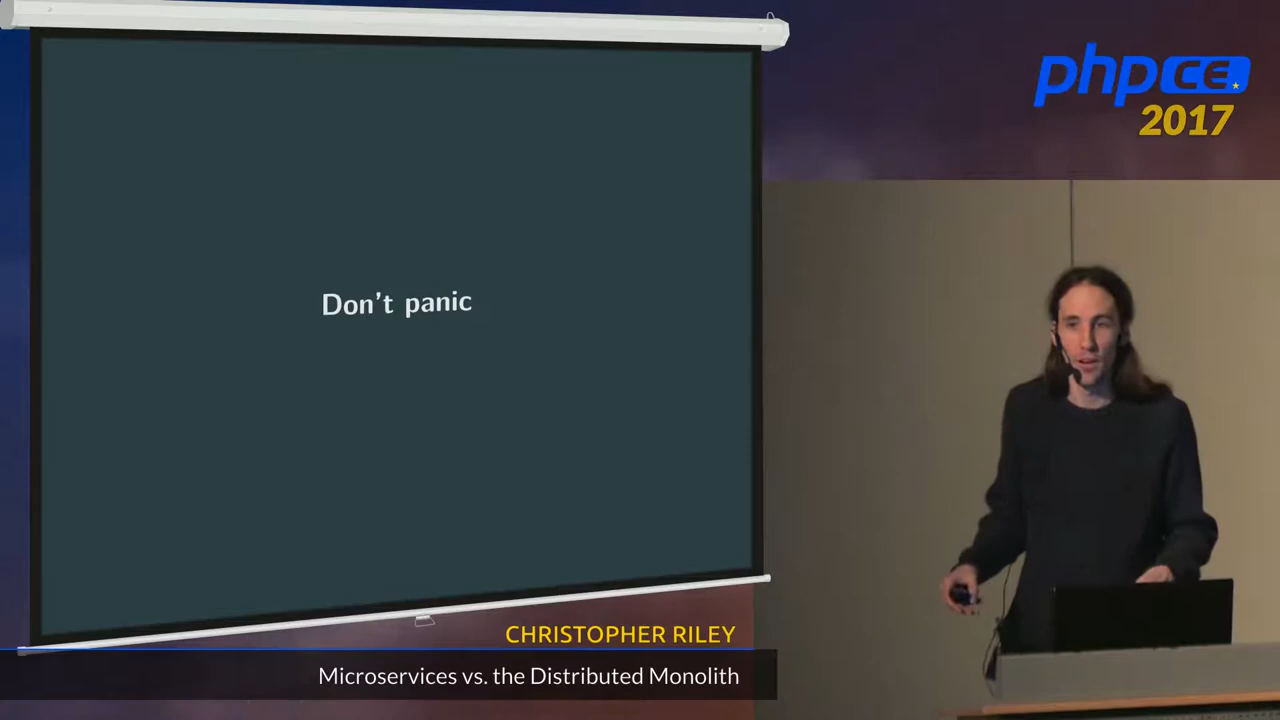 phpCE
2017
Don't panic
CHRISTOPHER RILEY
Microservices vs. the Distributed Monolith